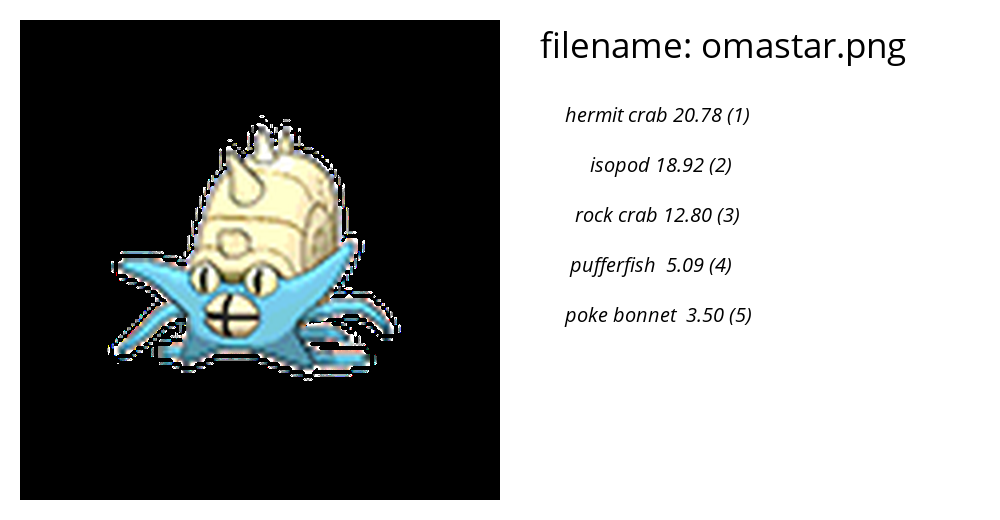 filename: omastar.png
hermit crab 20.78 (1)
isopod 18.92 (2)
rock crab 12.80 (3)
pufferfish  5.09 (4)
poke bonnet  3.50 (5)